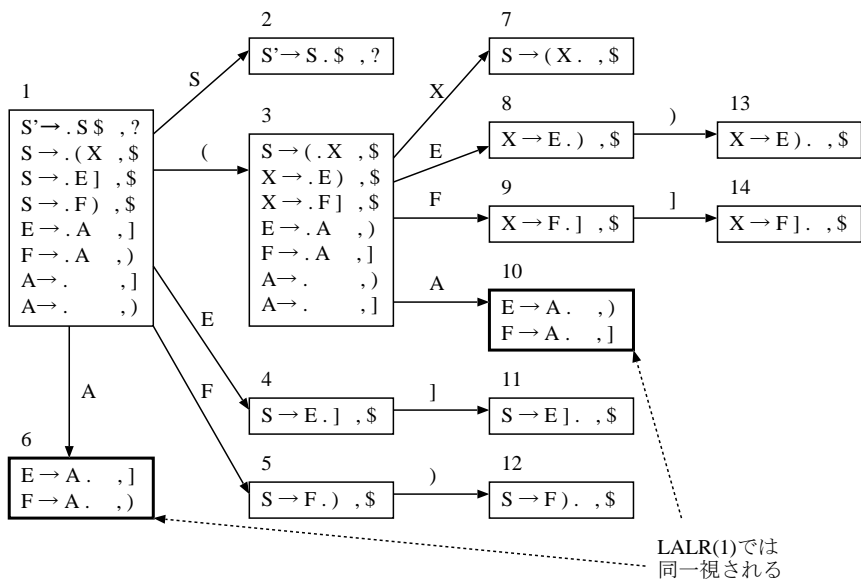 1
S'→.S$ ,?
S→.(X ,$
S→.E] ,$
S→.F) ,$
E→.A ,]
F→.A ,)
A→. ,]
A→. ,)
S
2
S'→S.$ ,?
(
3
S→(.X ,$
X→.E) ,$
X→.F] ,$
E→.A ,)
F→.A ,]
A→. ,)
A→. ,]
X
7
S→(X. ,$
E
8
X→E.) ,$
)
13
X→E). ,$
F
9
X→F.] ,$
]
14
X→F]. ,$
A
10
E→A. ,)
F→A. ,]
E
4
S→E.] ,$
]
11
S→E]. ,$
F
5
S→F.) ,$
)
12
S→F). ,$
A
6
E→A. ,]
F→A. ,)
LALR(1)では
同一視される